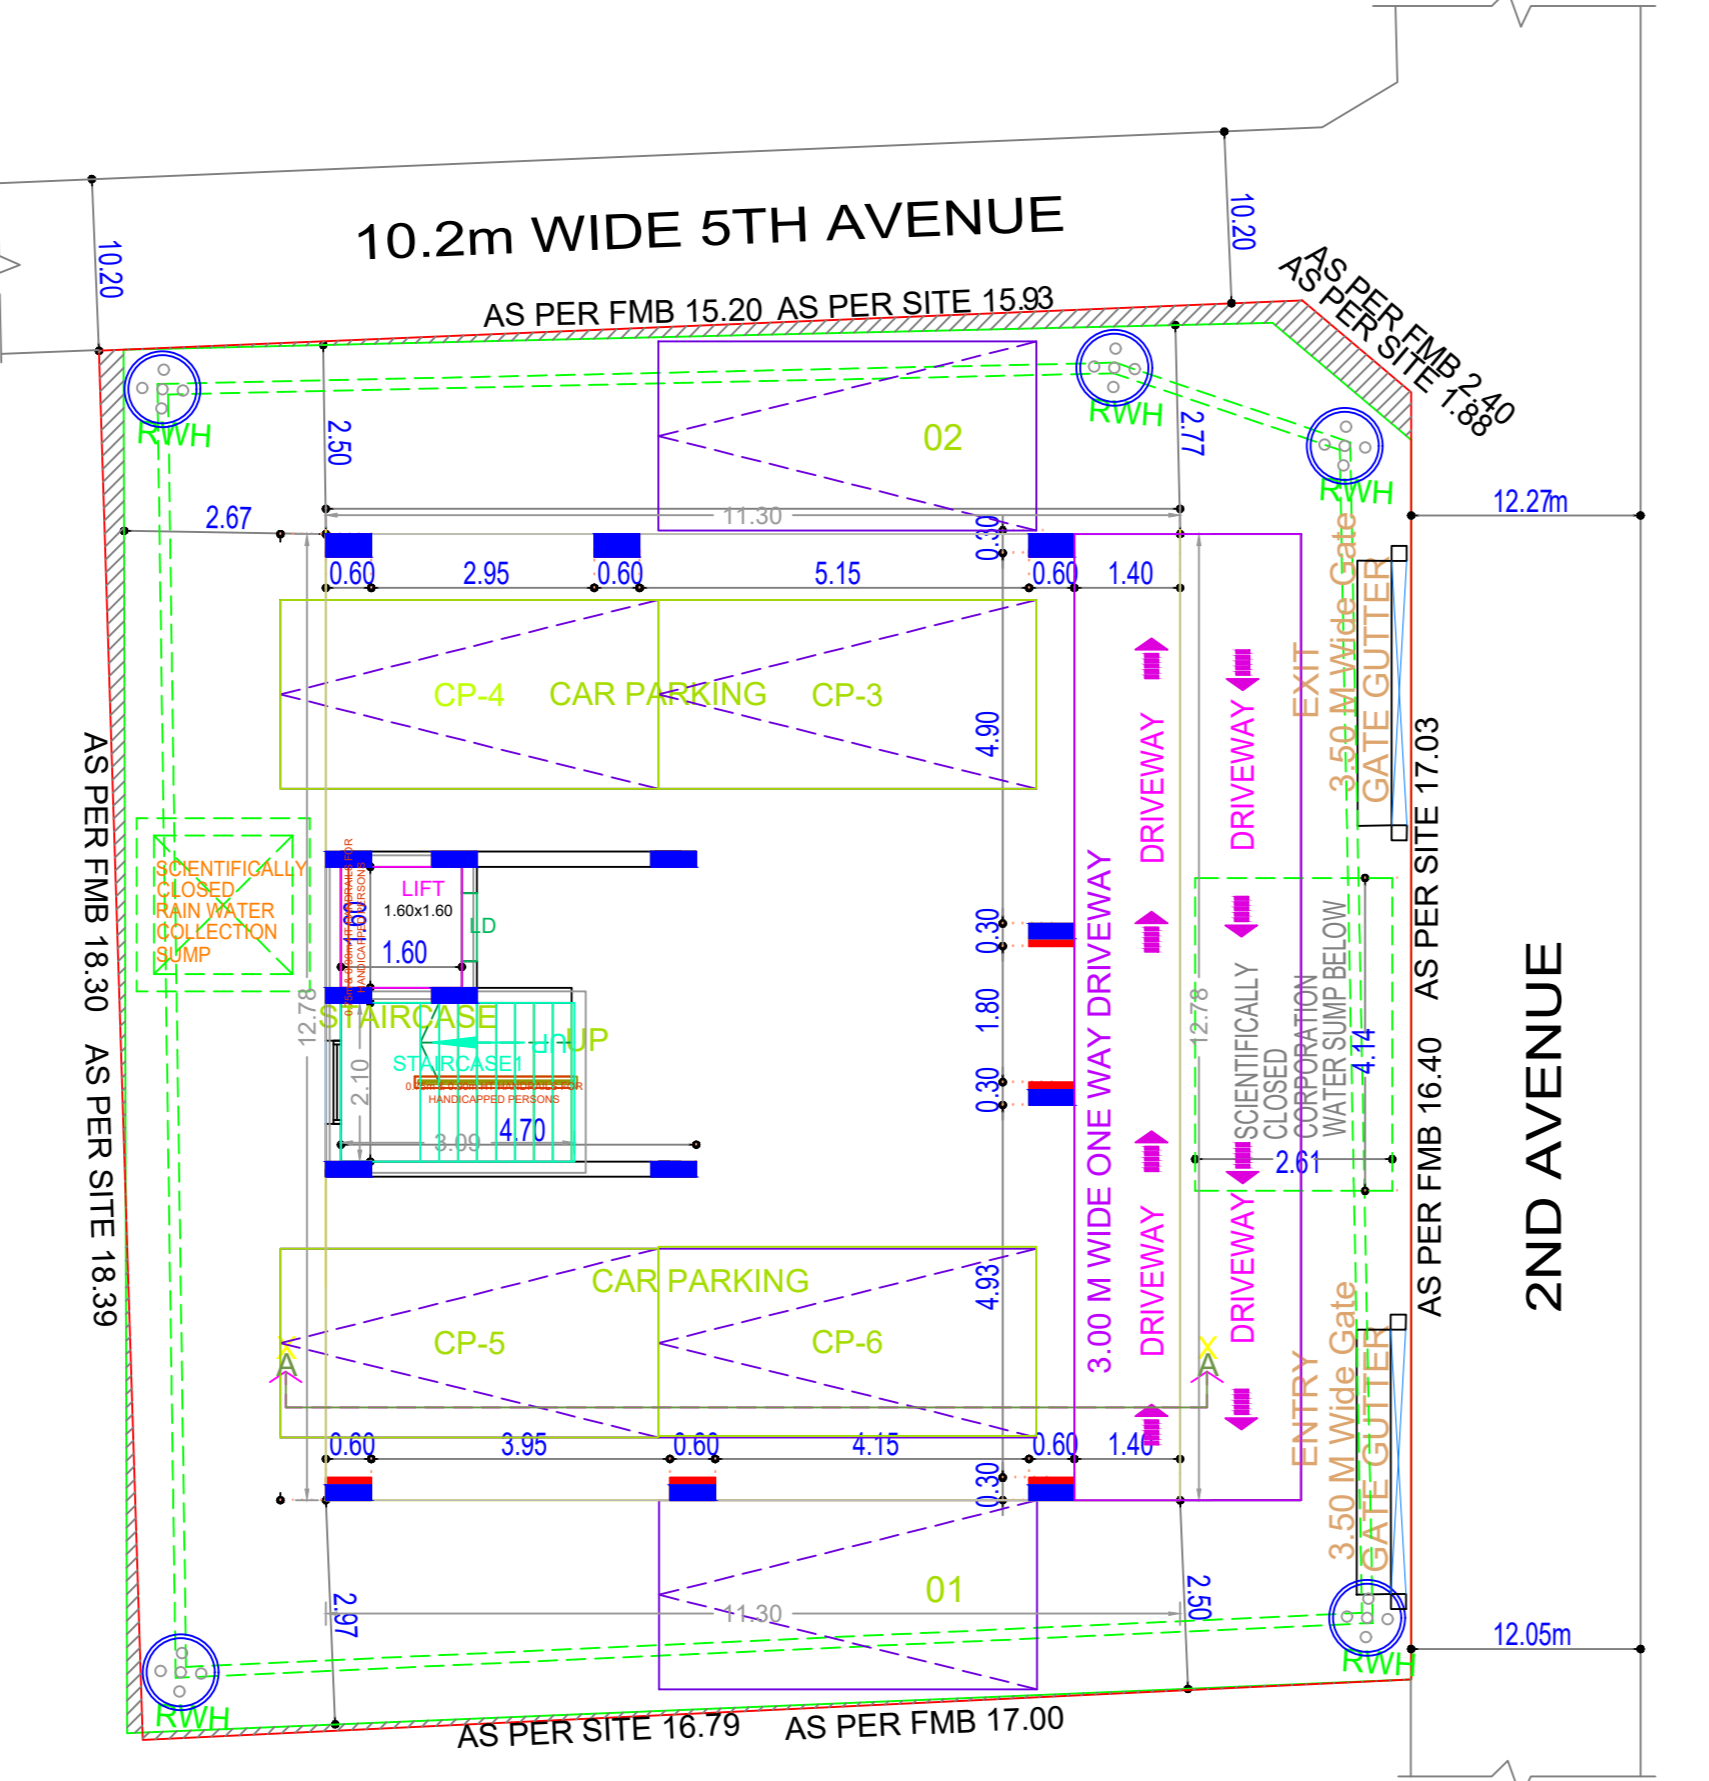 10.2m WIDE 5TH AVENUE
10.20
10.20
AS PER FMB 15.20 AS PER SITE 15.93
AS PER FMB 2.40
AS PER SITE 1.88
RWH
RWH
RWH
02
2.50
2.77
2.67
11.30
12.27m
0.30
0.60
2.95
0.60
5.15
0.60
1.40
EXIT
3.50 M Wide Gate
GATE GUTTER
CP-4
CAR PARKING
CP-3
4.90
DRIVEWAY
DRIVEWAY
AS PER FMB 18.30 AS PER SITE 18.39
AS PER FMB 16.40 AS PER SITE 17.03
2ND AVENUE
SCIENTIFICALLY
CLOSED
RAIN WATER
COLLECTION
SUMP
LIFT
1.60x1.60
1.60
1.60
LD
HANDICAPPED PERSONS
0.30
1.80
0.30
3.00 M WIDE ONE WAY DRIVEWAY
12.78
12.78
SCIENTIFICALLY
CLOSED
CORPORATION
WATER SUMP BELOW
4.14
2.61
STAIRCASE
UP
UP
STAIRCASE1
HANDICAPPED PERSONS
2.10
3.09
4.70
CAR PARKING
CP-5
CP-6
4.93
DRIVEWAY
DRIVEWAY
X
A
X
A
ENTRY
3.50 M Wide Gate
GATE GUTTER
0.60
3.95
0.60
4.15
0.60
1.40
0.30
01
2.97
11.30
2.50
12.05m
RWH
RWH
AS PER SITE 16.79 AS PER FMB 17.00